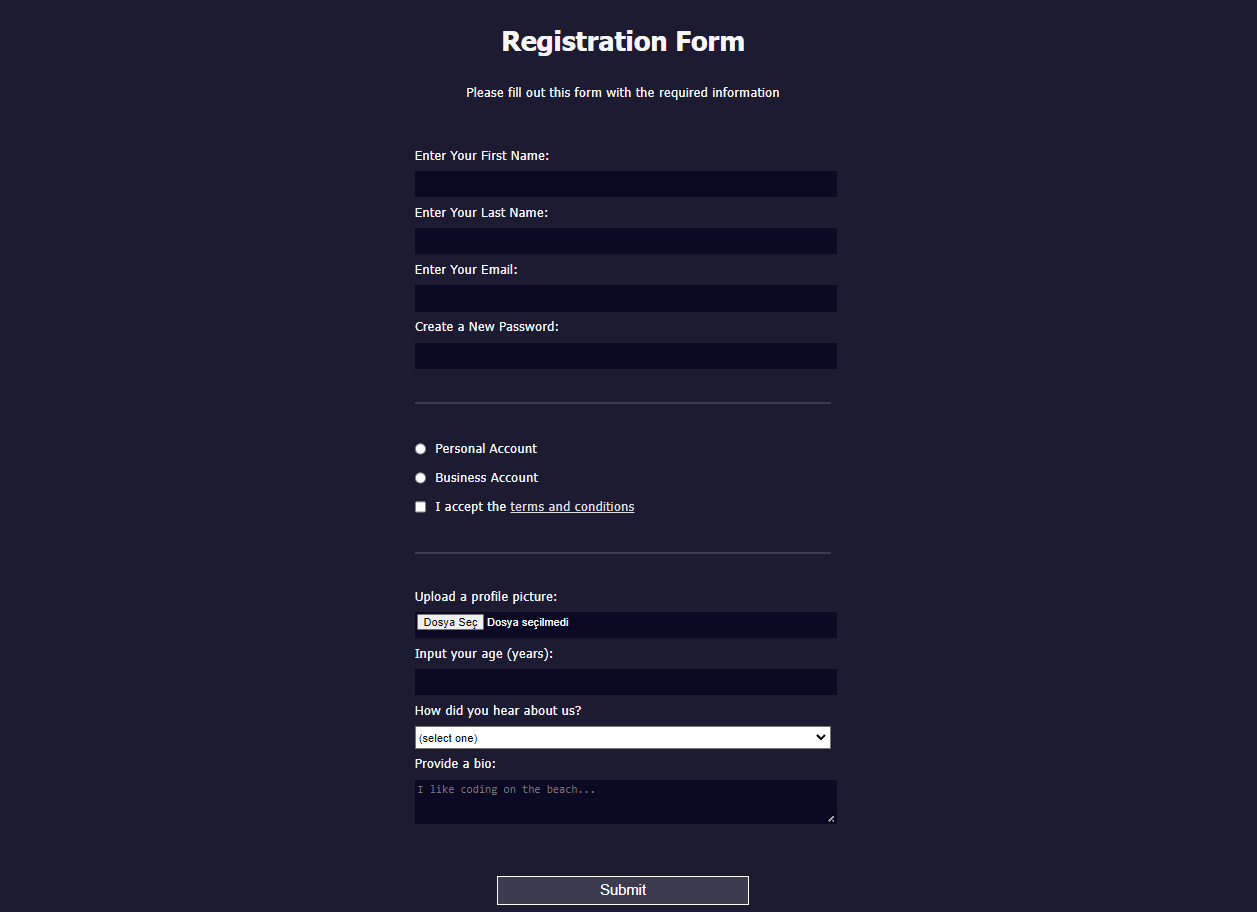 Registration Form
Please fill out this form with the required information
Enter Your First Name:
Enter Your Last Name:
Enter Your Email:
Create a New Password:
Personal Account
Business Account
I accept the terms and conditions
Upload a profile picture:
Dosya Seç Dosya seçilmedi
Input your age (years):
How did you hear about us?
(select one)
Provide a bio:
I like coding on the beach...
Submit